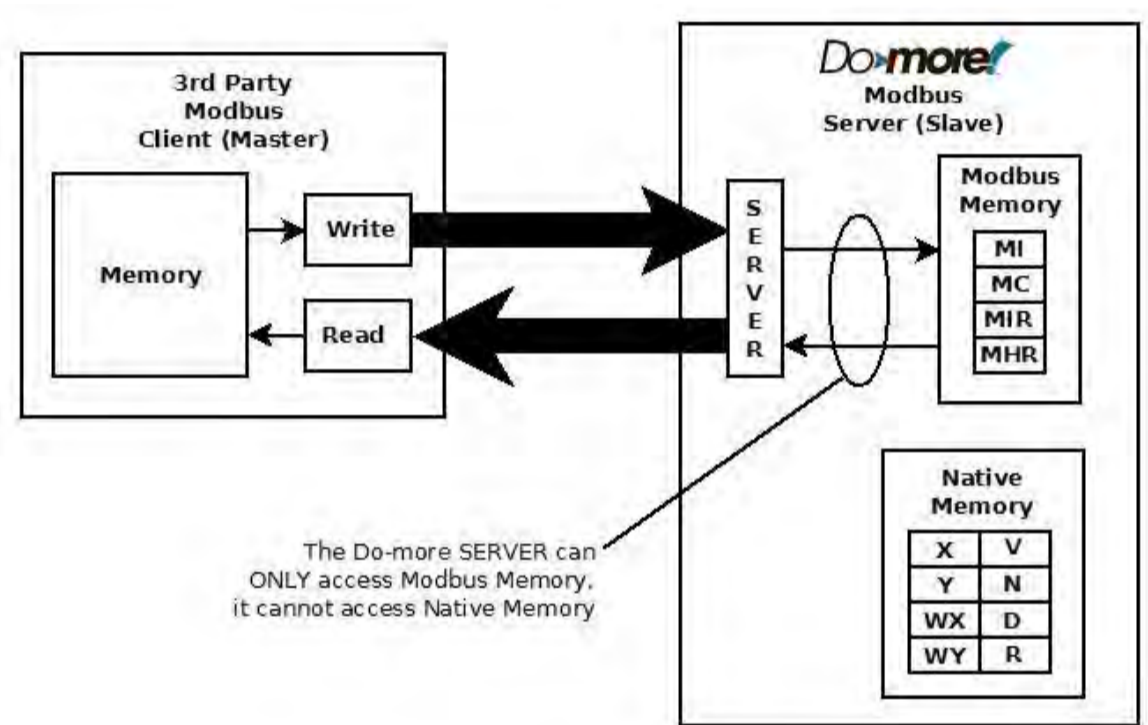 3rd Party
Modbus
Client (Master)
Memory
Write
Read
Do-more!
Modbus
Server (Slave)
SERVER
Modbus
Memory
MI
MC
MIR
MHR
The Do-more SERVER can
ONLY access Modbus Memory,
it cannot access Native Memory
Native
Memory
X V
Y N
WX D
WY R